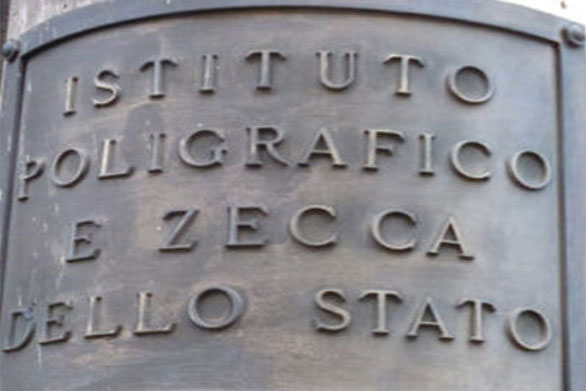 ISTITUTO
POLIGRAFICO
E ZECCA
DELLO STATO